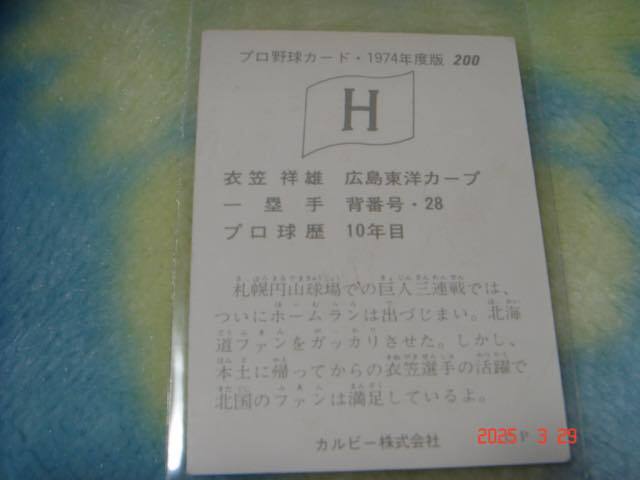 プロ野球カード・1974年度版 200
H
衣笠 祥雄 広島東洋カープ
一 塁 手 背番号・28
プロ球歴 10年目
札幌円山球場での巨人三連戦では、
ついにホームランは出づじまい。北海
道ファンをガッカリさせた。しかし、
本土に帰ってからの衣笠選手の活躍で
北国のファンは満足しているよ。
カルビー株式会社
2025 3 29